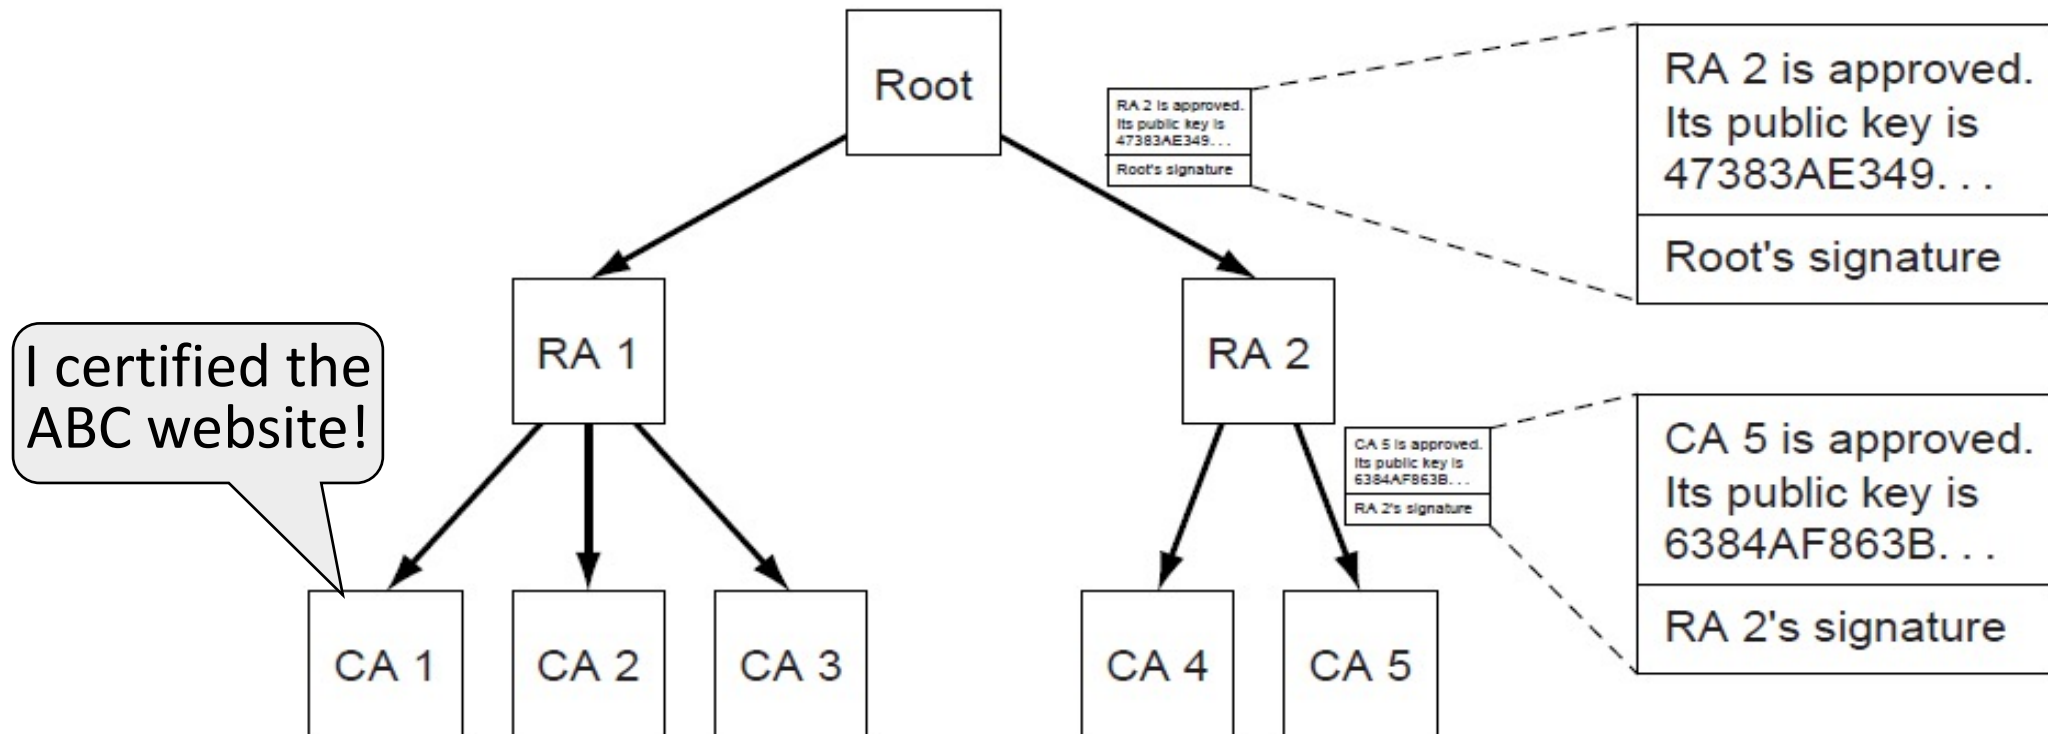 Root
RA 2 is approved.
Its public key is
47383AE349...
Root's signature
RA 2 is approved.
Its public key is
47383AE349. . .
Root's signature
I certified the
ABC website!
RA 1
RA 2
CA 5 is approved.
Its public key is
6384AF863B...
RA 2's signature
CA 5 is approved.
Its public key is
6384AF863B. . .
RA 2's signature
CA 1
CA 2
CA 3
CA 4
CA 5